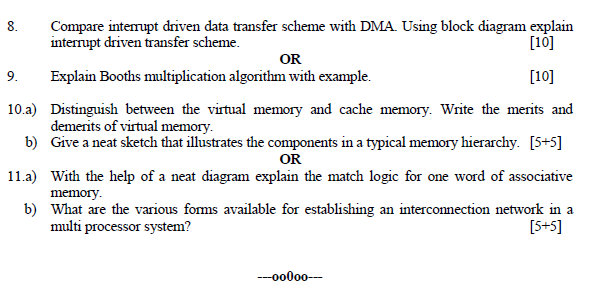 8. Compare interrupt driven data transfer scheme with DMA. Using block diagram explain
interrupt driven transfer scheme. [10]
OR
9. Explain Booths multiplication algorithm with example. [10]
10.a) Distinguish between the virtual memory and cache memory. Write the merits and
demerits of virtual memory.
b) Give a neat sketch that illustrates the components in a typical memory hierarchy. [5+5]
OR
11.a) With the help of a neat diagram explain the match logic for one word of associative
memory.
b) What are the various forms available for establishing an interconnection network in a
multi processor system? [5+5]
---oo0oo---